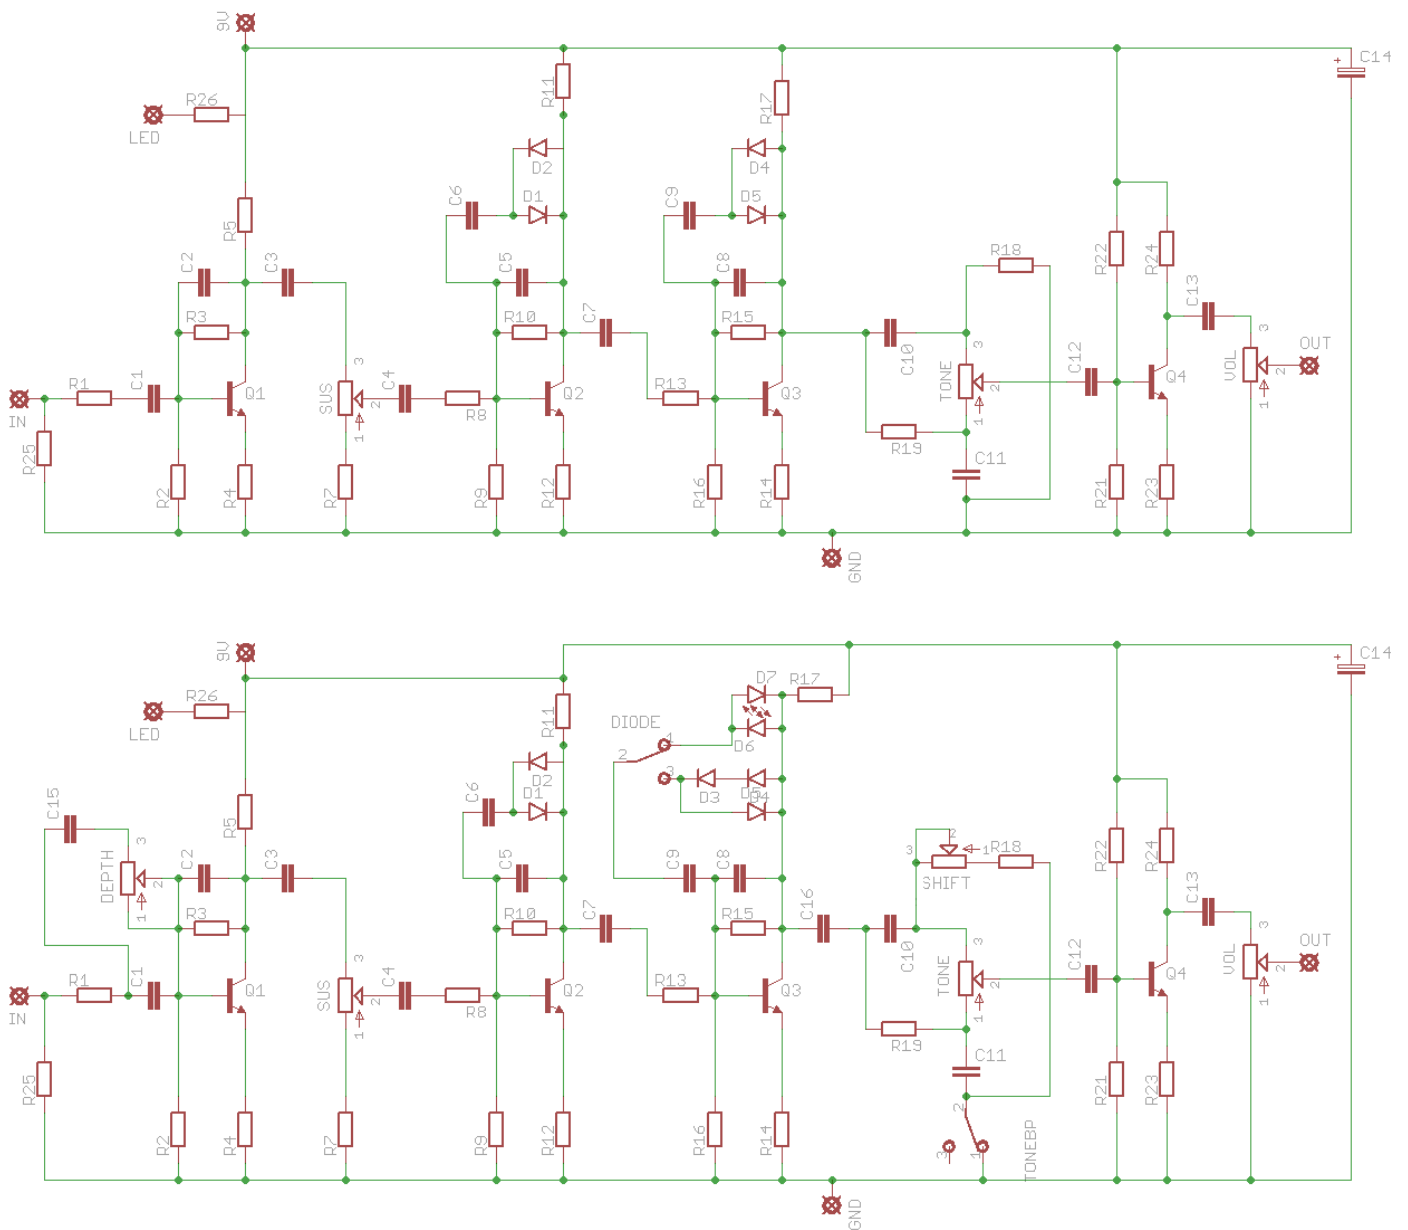 9V
C14
R26
LED
R11
R17
D2
D4
C6
D1
C9
D5
R5
C2
C3
C5
C8
R18
R22
R24
C13
R3
R10
C7
R15
C10
3
TONE
2
1
C12
3
VOL
2
1
OUT
IN
R1
C1
Q1
3
SUS
2
1
C4
R8
Q2
R13
Q3
Q4
R25
R19
C11
R2
R4
R7
R9
R12
R16
R14
R21
R23
GND
9V
C14
R26
LED
R11
D7
R17
DIODE
1
2
3
D6
D2
D3
D5
D4
C6
D1
C15
R5
3
DEPTH
2
1
C2
C3
C5
C9
C8
2
3
1
SHIFT
R18
R22
R24
C13
R3
R10
C7
R15
C16
C10
3
TONE
2
1
C12
3
VOL
2
1
OUT
IN
R1
C1
Q1
3
SUS
2
1
C4
R8
Q2
R13
Q3
Q4
R25
R19
C11
R2
R4
R7
R9
R12
R16
R14
2
3
1
TONEBP
R21
R23
GND